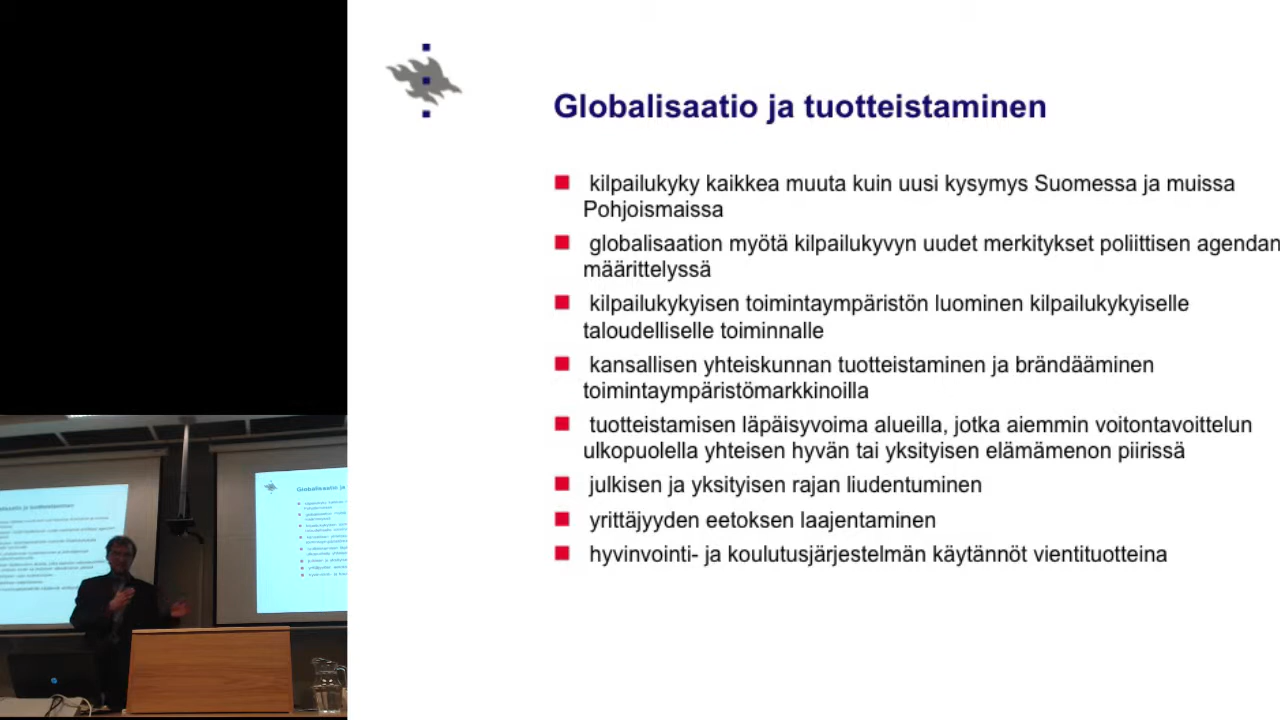 Globalisaatio ja tuotteistaminen
kilpailukyky kaikkea muuta kuin uusi kysymys Suomessa ja muissa
Pohjoismaissa
globalisaation myötä kilpailukyvyn uudet merkitykset poliittisen agendan
määrittelyssä
kilpailukykyisen toimintaympäristön luominen kilpailukykyiselle
taloudelliselle toiminnalle
kansallisen yhteiskunnan tuotteistaminen ja brändääminen
toimintaympäristömarkkinoilla
tuotteistamisen läpäisyvoima alueilla, jotka aiemmin voitontavoittelun
ulkopuolella yhteisen hyvän tai yksityisen elämämenon piirissä
julkisen ja yksityisen rajan liudentuminen
yrittäjyyden eetoksen laajentaminen
hyvinvointi- ja koulutusjärjestelmän käytännöt vientituotteina